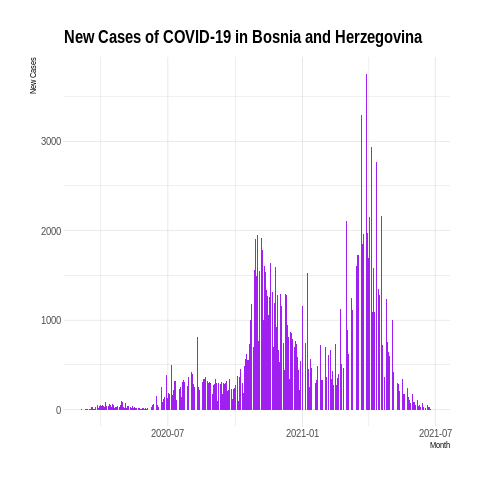 New Cases of COVID-19 in Bosnia and Herzegovina
New Cases
3000
2000
1000
0
2020-07
2021-01
2021-07
Month